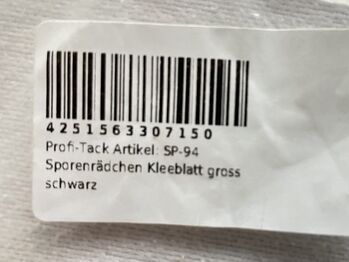 4251563307150
Profi-Tack Artikel: SP-94
Sporenrädchen Kleeblatt gross
schwarz